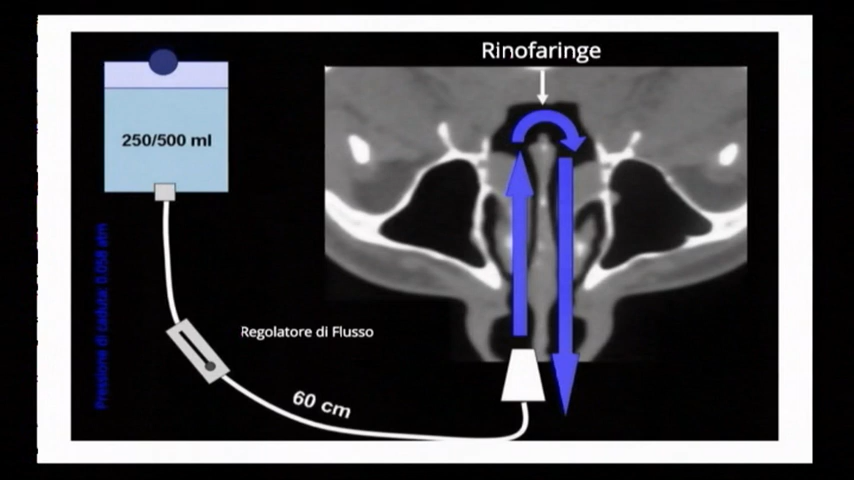 Rinofaringe
250/500 ml
Pressione di caduta: 0.058 atm
Regolatore di Flusso
60 cm